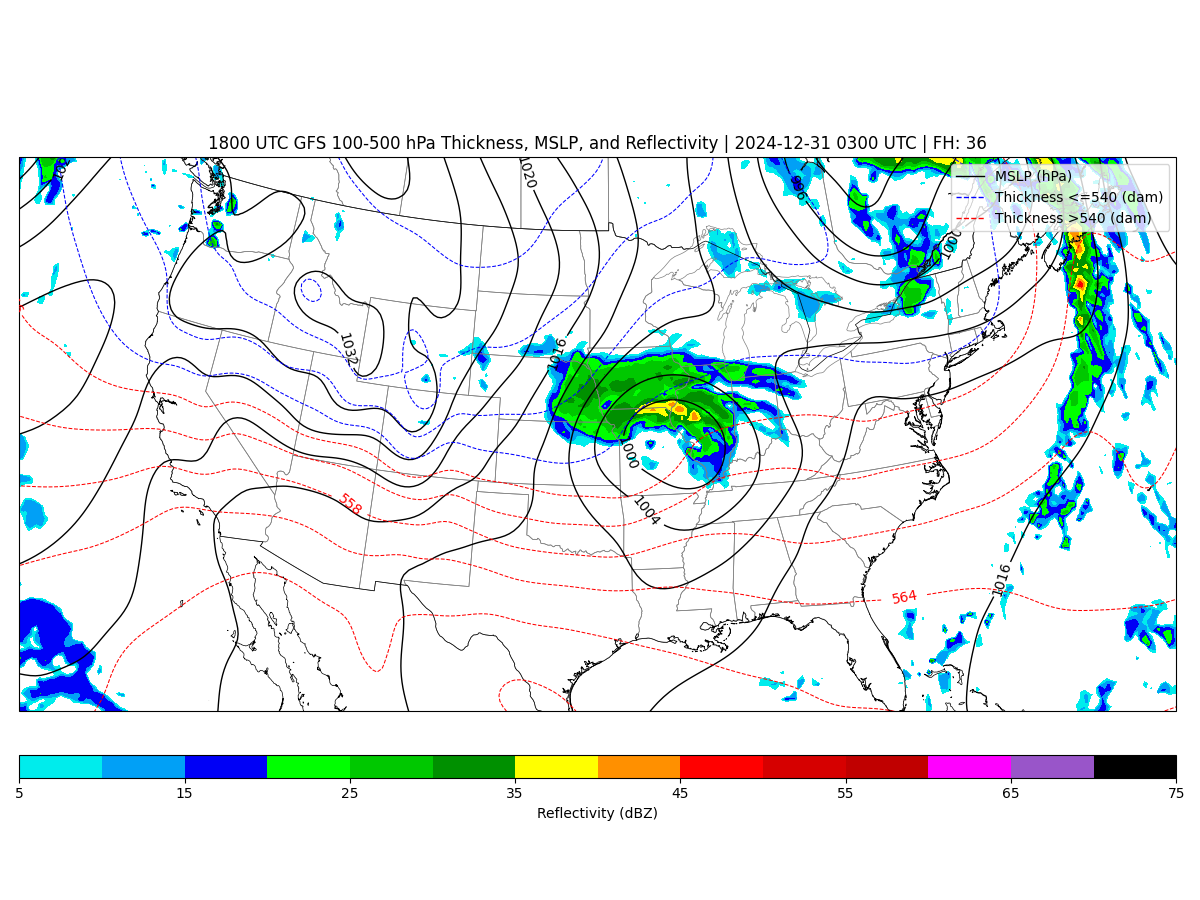 1800 UTC GFS 100-500 hPa Thickness, MSLP, and Reflectivity | 2024-12-31 0300 UTC | FH: 36
MSLP (hPa)
Thickness <=540 (dam)
Thickness >540 (dam)
1020
996
1000
1032
1016
1000
558
1004
1016
564
5 15 25 35 45 55 65 75
Reflectivity (dBZ)